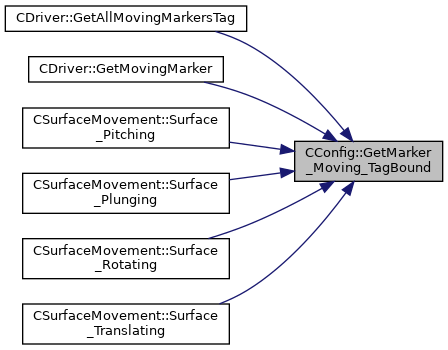 CDriver::GetAllMovingMarkersTag
CDriver::GetMovingMarker
CSurfaceMovement::Surface
_Pitching
CSurfaceMovement::Surface
_Plunging
CSurfaceMovement::Surface
_Rotating
CSurfaceMovement::Surface
_Translating
CConfig::GetMarker
_Moving_TagBound